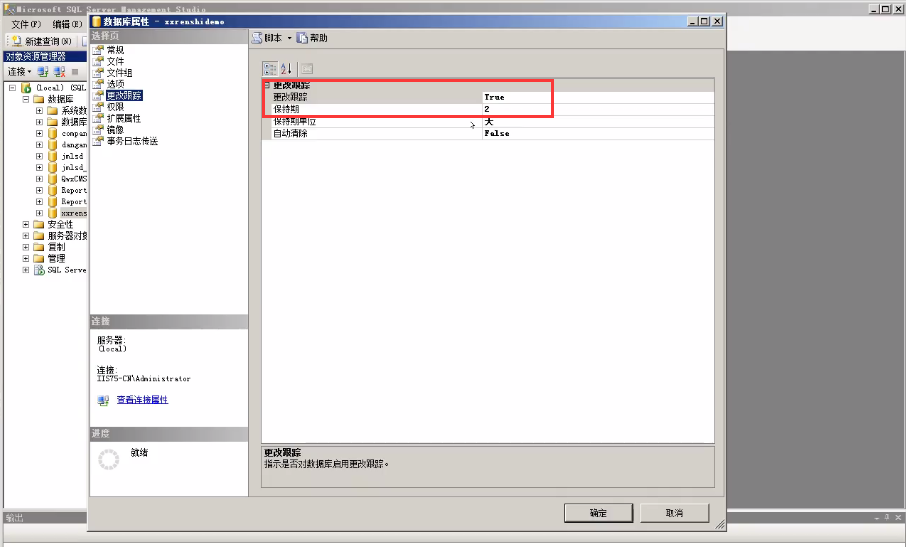 Microsoft SQL Server Management Studio
文件(F) 编辑(E)
新建查询(N)
对象资源管理器
连接
(local) (SQL
数据库
系统数
数据库
compan
dangan
jmlsd
jmlsd_
QwzCMS
Report
Report
xxrens
安全性
服务器对象
复制
管理
SQL Serve
输出
数据库属性 - xxrenshidemo
选择页
常规
文件
文件组
选项
更改跟踪
权限
扩展属性
镜像
事务日志传送
连接
服务器:
(local)
连接:
IIS75-CN\Administrator
查看连接属性
进度
就绪
脚本 帮助
更改跟踪
更改跟踪 True
保持期 2
保持期单位 天
自动清除 False
更改跟踪
指示是否对数据库启用更改跟踪。
确定 取消